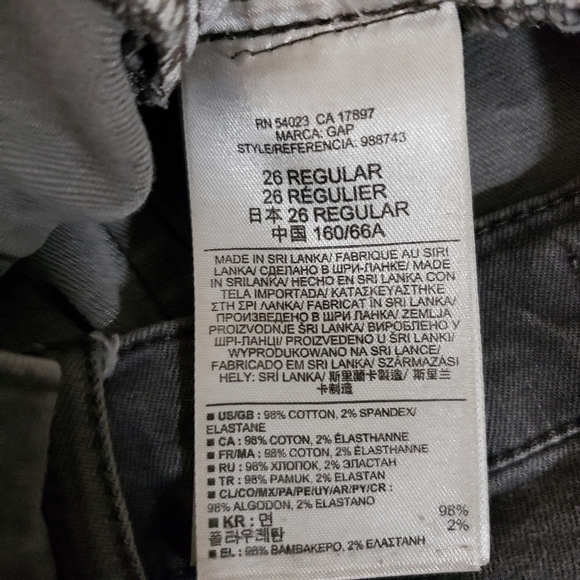 RN 54023 CA 17897
MARCA: GAP
STYLE/REFERENCIA: 988743
26 REGULAR
26 RÉGULIER
日本 26 REGULAR
中国 160/66A
MADE IN SRI LANKA/ FABRIQUE AU SRI
LANKA/ СДЕЛАНО В ШРИ-ЛАНКЕ/ MADE
IN SRILANKA/ HECHO EN SRI LANKA CON
TELA IMPORTADA/ ΚΑΤΑΣΚΕΥΑΣΤΗΚΕ
ΣΤΗ ΣΡΙ ΛΑΝΚΑ/ FABRICAT ÎN SRI LANKA/
ПРОИЗВЕДЕНО В ШРИ ЛАНКА/ ZEMLJA
PROIZVODNJE ŠRI LANKA/ ВИРОБЛЕНО У
ШРІ-ЛАНЦІ/ PROIZVEDENO U ŠRI LANKI/
WYPRODUKOWANO NA SRI LANCE/
FABRICADO EM SRI LANKA/ SZÁRMAZÁSI
HELY: SRÍ LANKA/ 斯里蘭卡製造/ 斯里兰
卡制造
■ US/GB : 98% COTTON, 2% SPANDEX/
ELASTANE
■ CA : 98% COTON, 2% ÉLASTHANNE
■ FR/MA : 98% COTON, 2% ÉLASTHANNE
■ RU : 98% ХЛОПОК, 2% ЭЛАСТАН
■ TR : 98% PAMUK, 2% ELASTAN
■ CL/CO/MX/PA/PE/UY/AR/PY/CR :
98% ALGODON, 2% ELASTANO
■ KR : 면 98%
폴리우레탄 2%
■ EL : 98% ΒΑΜΒΑΚΕΡΟ, 2% ΕΛΑΣΤΑΝΗ